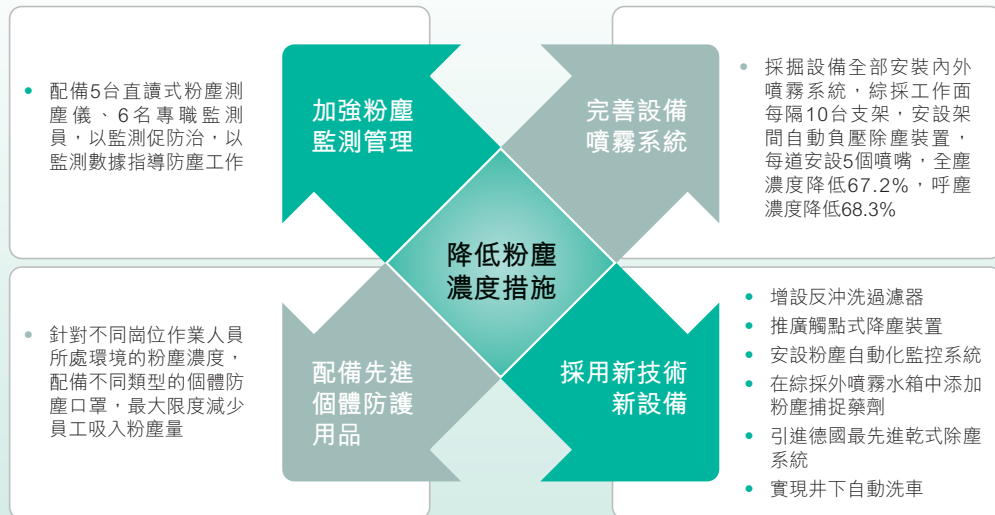 配備5台直讀式粉塵測
塵儀、6名專職監測
員，以監測促防治，以
監測數據指導防塵工作
加強粉塵
監測管理
完善設備
噴霧系統
採掘設備全部安裝內外
噴霧系統，綜採工作面
每隔10台支架，安設架
間自動負壓除塵裝置，
每道安設5個噴嘴，全塵
濃度降低67.2%，呼塵
濃度降低68.3%
降低粉塵
濃度措施
針對不同崗位作業人員
所處環境的粉塵濃度，
配備不同類型的個體防
塵口罩，最大限度減少
員工吸入粉塵量
配備先進
個體防護
用品
採用新技術
新設備
增設反沖洗過濾器
推廣觸點式降塵裝置
安設粉塵自動化監控系統
在綜採外噴霧水箱中添加
粉塵捕捉藥劑
引進德國最先進乾式除塵
系統
實現井下自動洗車